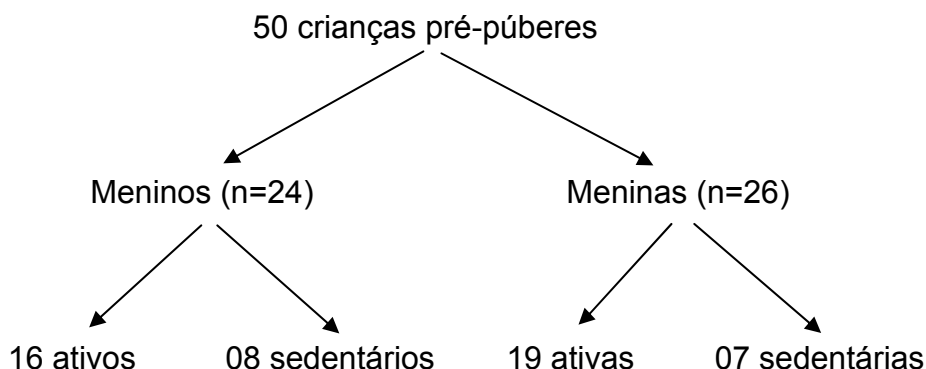 50 crianças pré-púberes
Meninos (n=24) Meninas (n=26)
16 ativos 08 sedentários 19 ativas 07 sedentárias